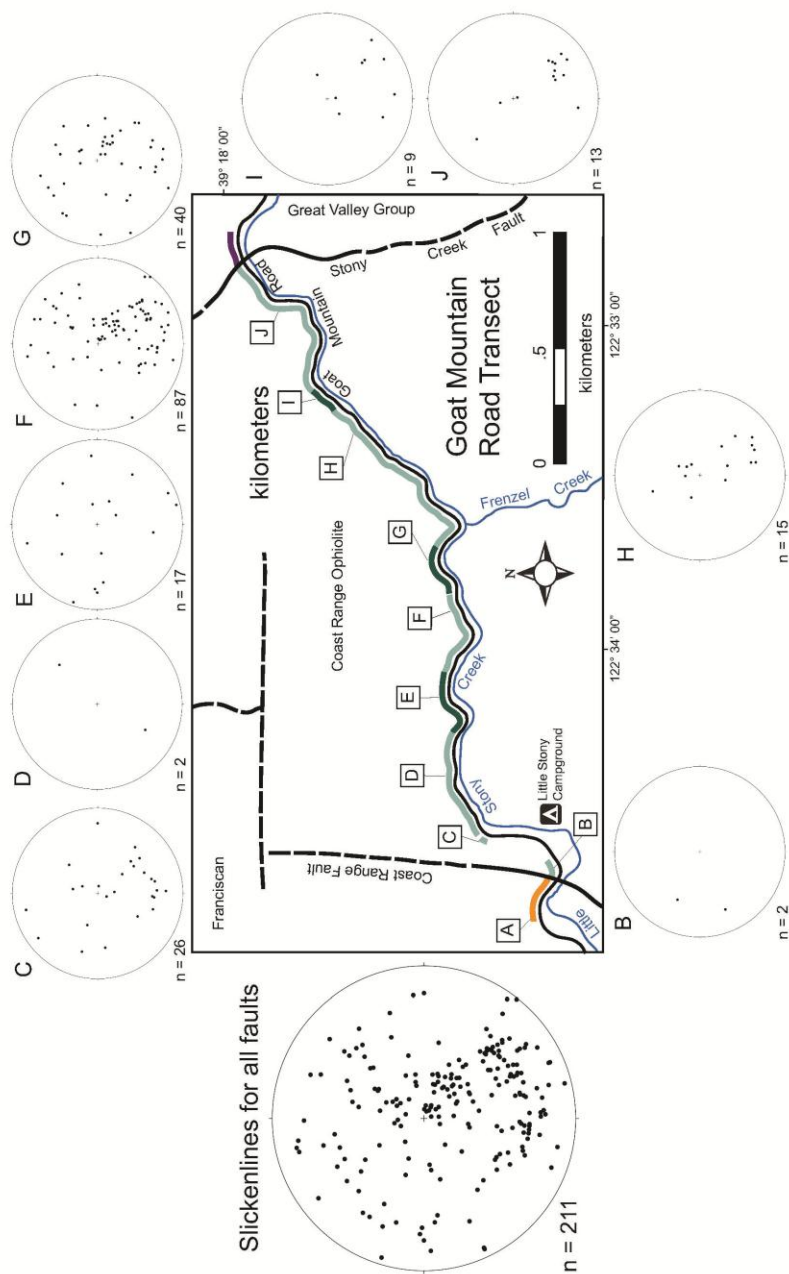 Slickenlines for all faults
n = 211
C
n = 26
D
n = 2
E
n = 17
F
n = 87
G
n = 40
Franciscan
Coast Range Fault
Coast Range Ophiolite
kilometers
Great Valley Group
39° 18' 00"
A
B
C
D
E
F
G
H
I
J
Little
Stony
Creek
Little Stony
Campground
Goat
Mountain
Road
Stony
Creek
Fault
Frenzel
Creek
N
Goat Mountain
Road Transect
0
.5
1
kilometers
122° 34' 00"
122° 33' 00"
B
n = 2
H
n = 15
I
n = 9
J
n = 13